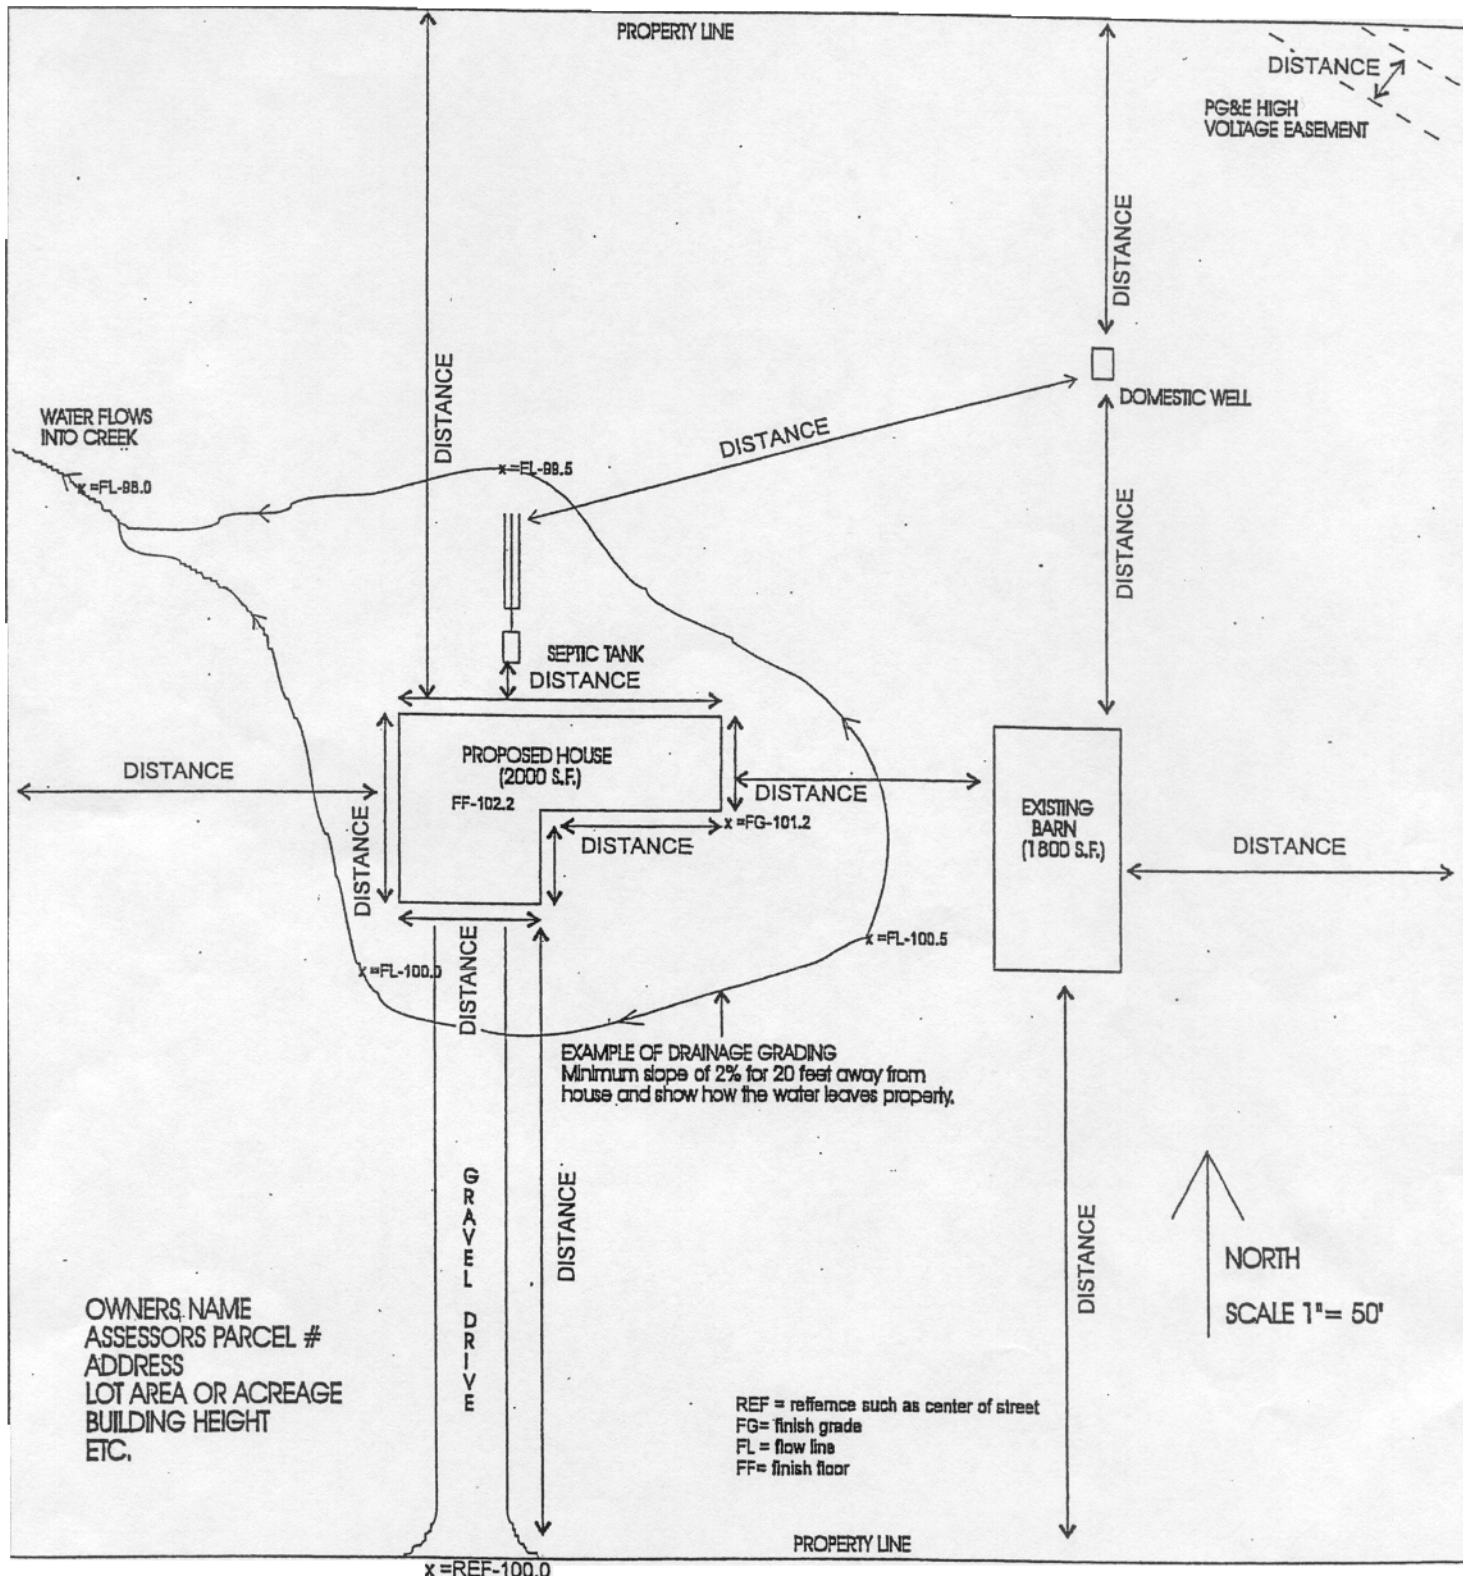 PROPERTY LINE
DISTANCE
PG&E HIGH
VOLTAGE EASEMENT
DISTANCE
DISTANCE
DOMESTIC WELL
WATER FLOWS
INTO CREEK
DISTANCE
x =FL-99.5
x =FL-98.0
DISTANCE
SEPTIC TANK
DISTANCE
PROPOSED HOUSE
(2000 S.F.)
FF-102.2
DISTANCE
DISTANCE
EXISTING
BARN
(1800 S.F.)
x =FG-101.2
DISTANCE
DISTANCE
DISTANCE
x =FL-100.5
x =FL-100.0
DISTANCE
EXAMPLE OF DRAINAGE GRADING
Minimum slope of 2% for 20 feet away from
house and show how the water leaves property.
GRAVEL DRIVE
DISTANCE
DISTANCE
NORTH
SCALE 1"= 50'
OWNERS NAME
ASSESSORS PARCEL #
ADDRESS
LOT AREA OR ACREAGE
BUILDING HEIGHT
ETC.
REF = reffernce such as center of street
FG= finish grade
FL = flow line
FF= finish floor
PROPERTY LINE
x =REF-100.0